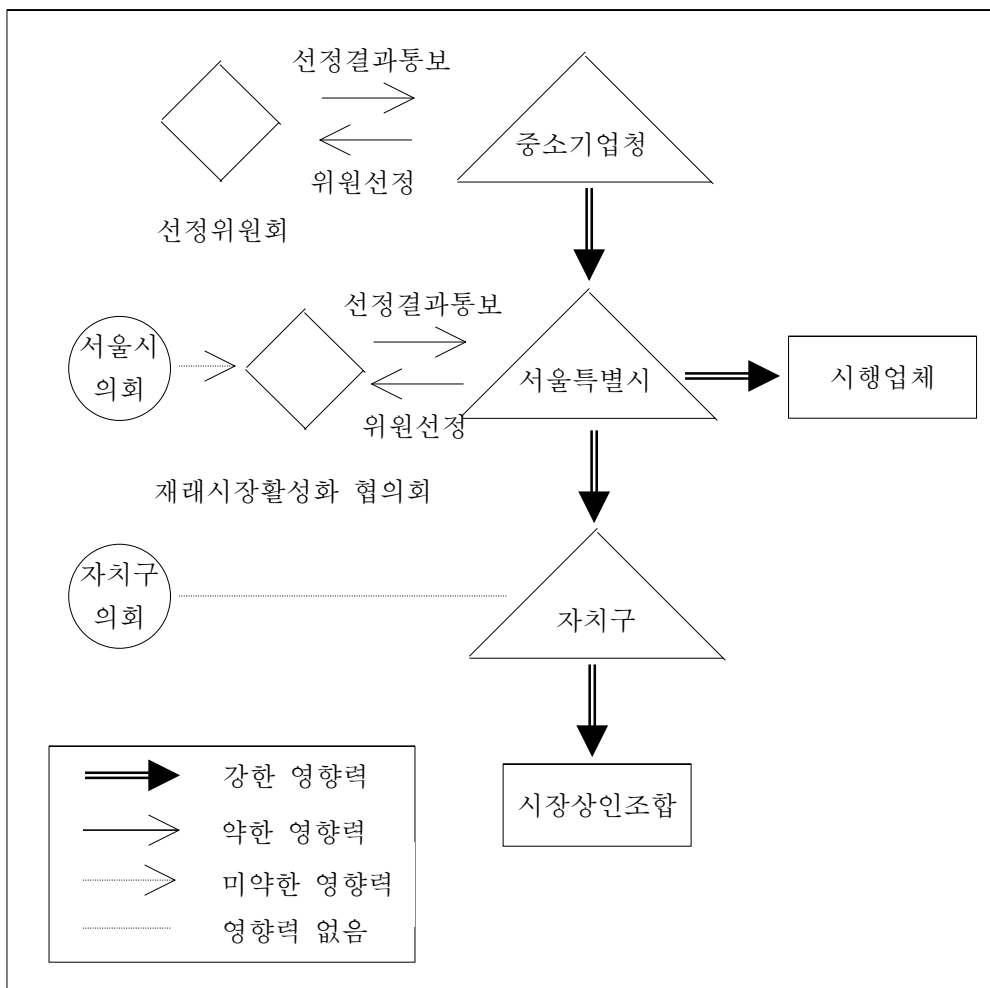 선정결과통보
중소기업청
위원선정
선정위원회
선정결과통보
서울시
의회
서울특별시
시행업체
위원선정
재래시장활성화 협의회
자치구
의회
자치구
강한 영향력
시장상인조합
약한 영향력
미약한 영향력
영향력 없음